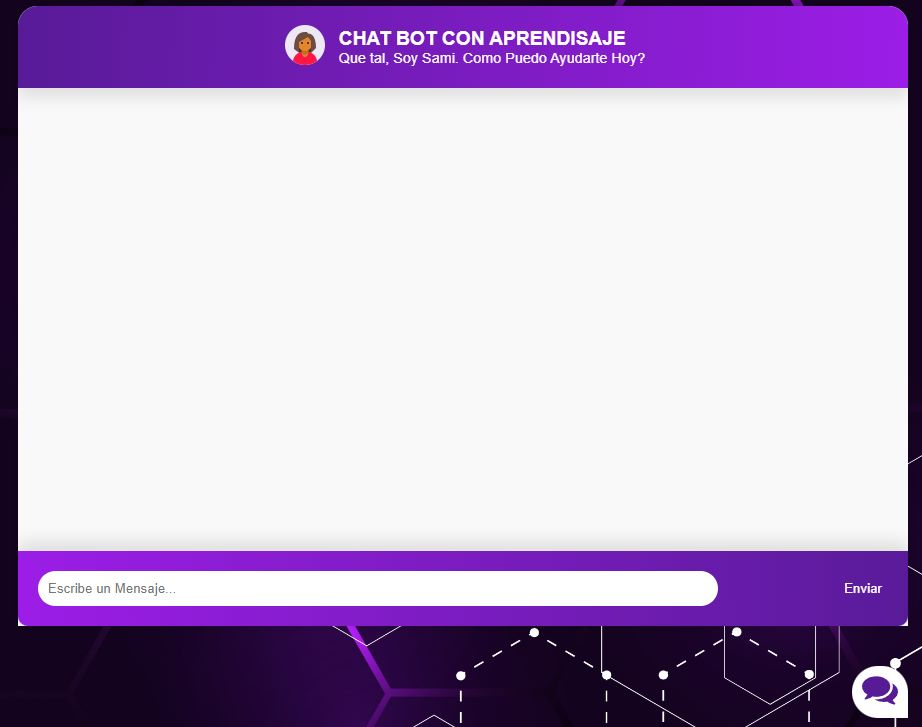 CHAT BOT CON APRENDISAJE
Que tal, Soy Sami. Como Puedo Ayudarte Hoy?
Escribe un Mensaje...
Enviar